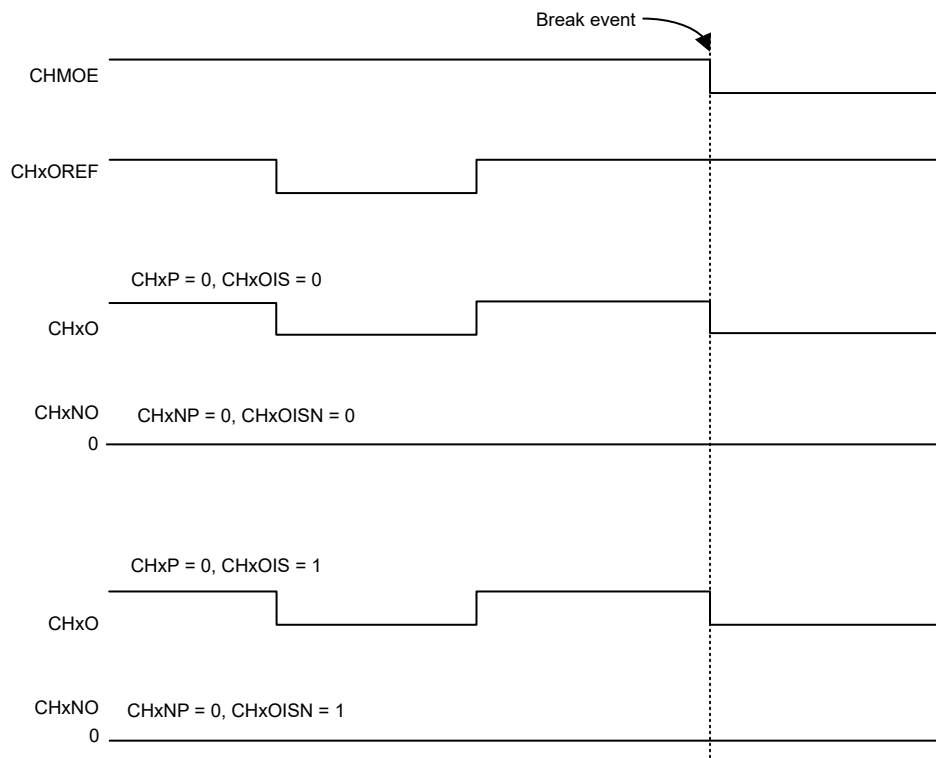 Break event
CHMOE
CHxOREF
CHxP = 0, CHxOIS = 0
CHxO
CHxNO
CHxNP = 0, CHxOISN = 0
0
CHxP = 0, CHxOIS = 1
CHxO
CHxNO
CHxNP = 0, CHxOISN = 1
0